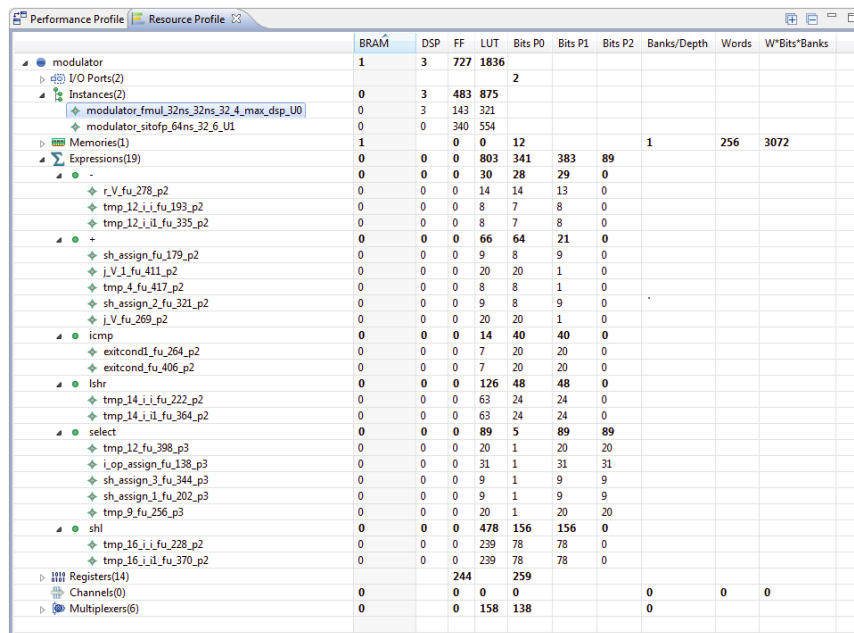 Performance Profile Resource Profile
BRAM DSP FF LUT Bits P0 Bits P1 Bits P2 Banks/Depth Words W*Bits*Banks
modulator 1 3 727 1836
I/O Ports(2) 2
Instances(2) 0 3 483 875
modulator_fmul_32ns_32ns_32_4_max_dsp_U0 0 3 143 321
modulator_sitofp_64ns_32_6_U1 0 0 340 554
Memories(1) 1 0 0 12 1 256 3072
Expressions(19) 0 0 0 803 341 383 89
- 0 0 0 30 28 29 0
r_V_fu_278_p2 0 0 0 14 14 13 0
tmp_12_i_i_fu_193_p2 0 0 0 8 7 8 0
tmp_12_i_i1_fu_335_p2 0 0 0 8 7 8 0
+ 0 0 0 66 64 21 0
sh_assign_fu_179_p2 0 0 0 9 8 9 0
j_V_1_fu_411_p2 0 0 0 20 20 1 0
tmp_4_fu_417_p2 0 0 0 8 8 1 0
sh_assign_2_fu_321_p2 0 0 0 9 8 9 0
j_V_fu_269_p2 0 0 0 20 20 1 0
icmp 0 0 0 14 40 40 0
exitcond1_fu_264_p2 0 0 0 7 20 20 0
exitcond_fu_406_p2 0 0 0 7 20 20 0
lshr 0 0 0 126 48 48 0
tmp_14_i_i_fu_222_p2 0 0 0 63 24 24 0
tmp_14_i_i1_fu_364_p2 0 0 0 63 24 24 0
select 0 0 0 89 5 89 89
tmp_12_fu_398_p3 0 0 0 20 1 20 20
i_op_assign_fu_138_p3 0 0 0 31 1 31 31
sh_assign_3_fu_344_p3 0 0 0 9 1 9 9
sh_assign_1_fu_202_p3 0 0 0 9 1 9 9
tmp_9_fu_256_p3 0 0 0 20 1 20 20
shl 0 0 0 478 156 156 0
tmp_16_i_i_fu_228_p2 0 0 0 239 78 78 0
tmp_16_i_i1_fu_370_p2 0 0 0 239 78 78 0
Registers(14) 244 259
Channels(0) 0 0 0 0 0 0 0
Multiplexers(6) 0 0 158 138 0